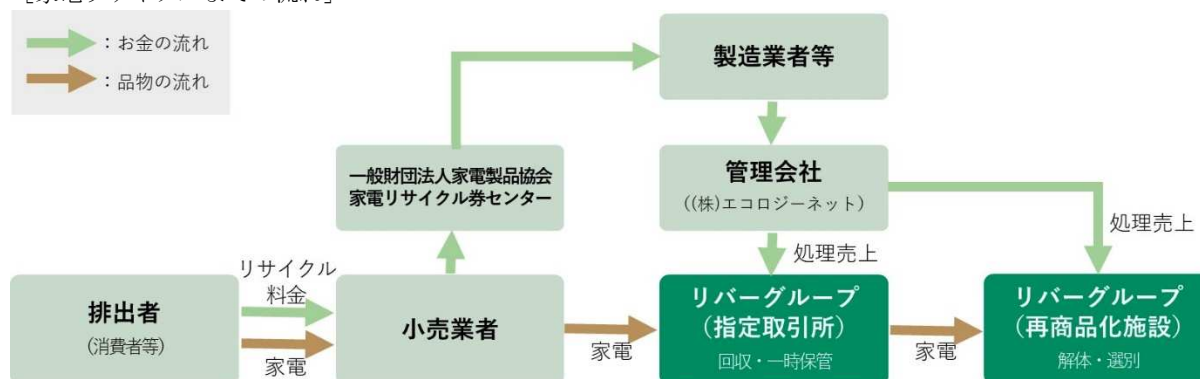 ：お金の流れ
：品物の流れ
製造業者等
一般財団法人家電製品協会
家電リサイクル券センター
管理会社
((株)エコロジーネット)
処理売上
処理売上
リサイクル
料金
排出者
(消費者等)
家電
小売業者
家電
リバーグループ
(指定取引所)
回収・一時保管
家電
リバーグループ
(再商品化施設)
解体・選別